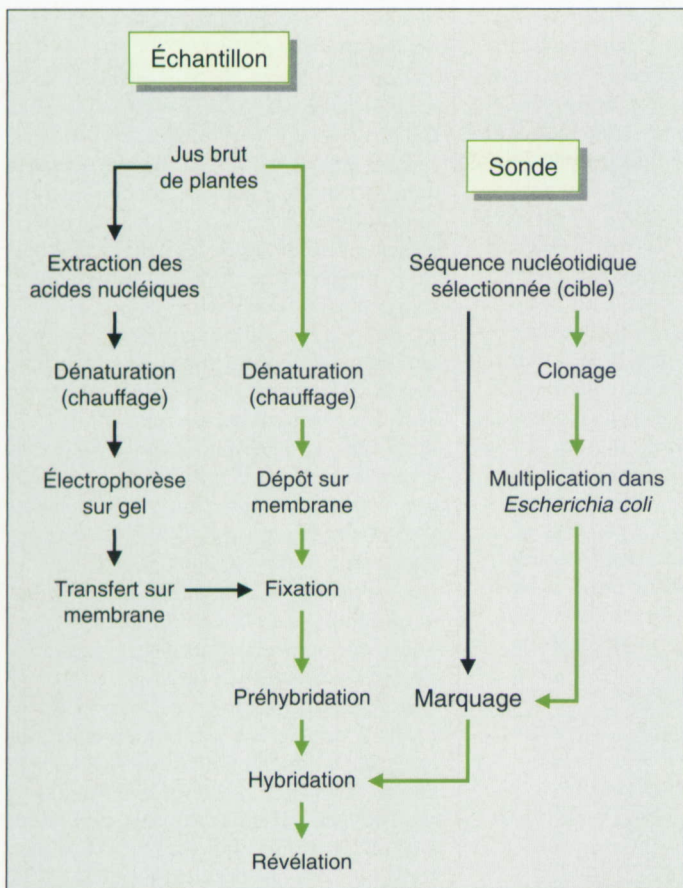 Échantillon
Jus brut
de plantes
Sonde
Extraction des
acides nucléiques
Séquence nucléotidique
sélectionnée (cible)
Dénaturation
(chauffage)
Dénaturation
(chauffage)
Clonage
Électrophorèse
sur gel
Dépôt sur
membrane
Multiplication dans
Escherichia coli
Transfert sur
membrane
Fixation
Préhybridation
Marquage
Hybridation
Révélation